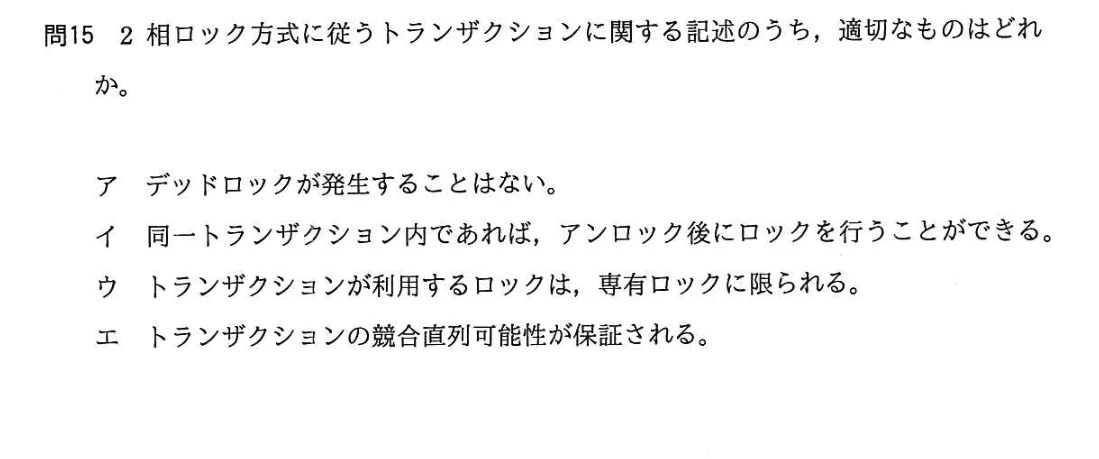 問15 2 相ロック方式に従うトランザクションに関する記述のうち，適切なものはどれ
か。
ア デッドロックが発生することはない。
イ 同一トランザクション内であれば，アンロック後にロックを行うことができる。
ウ トランザクションが利用するロックは，専有ロックに限られる。
エ トランザクションの競合直列可能性が保証される。